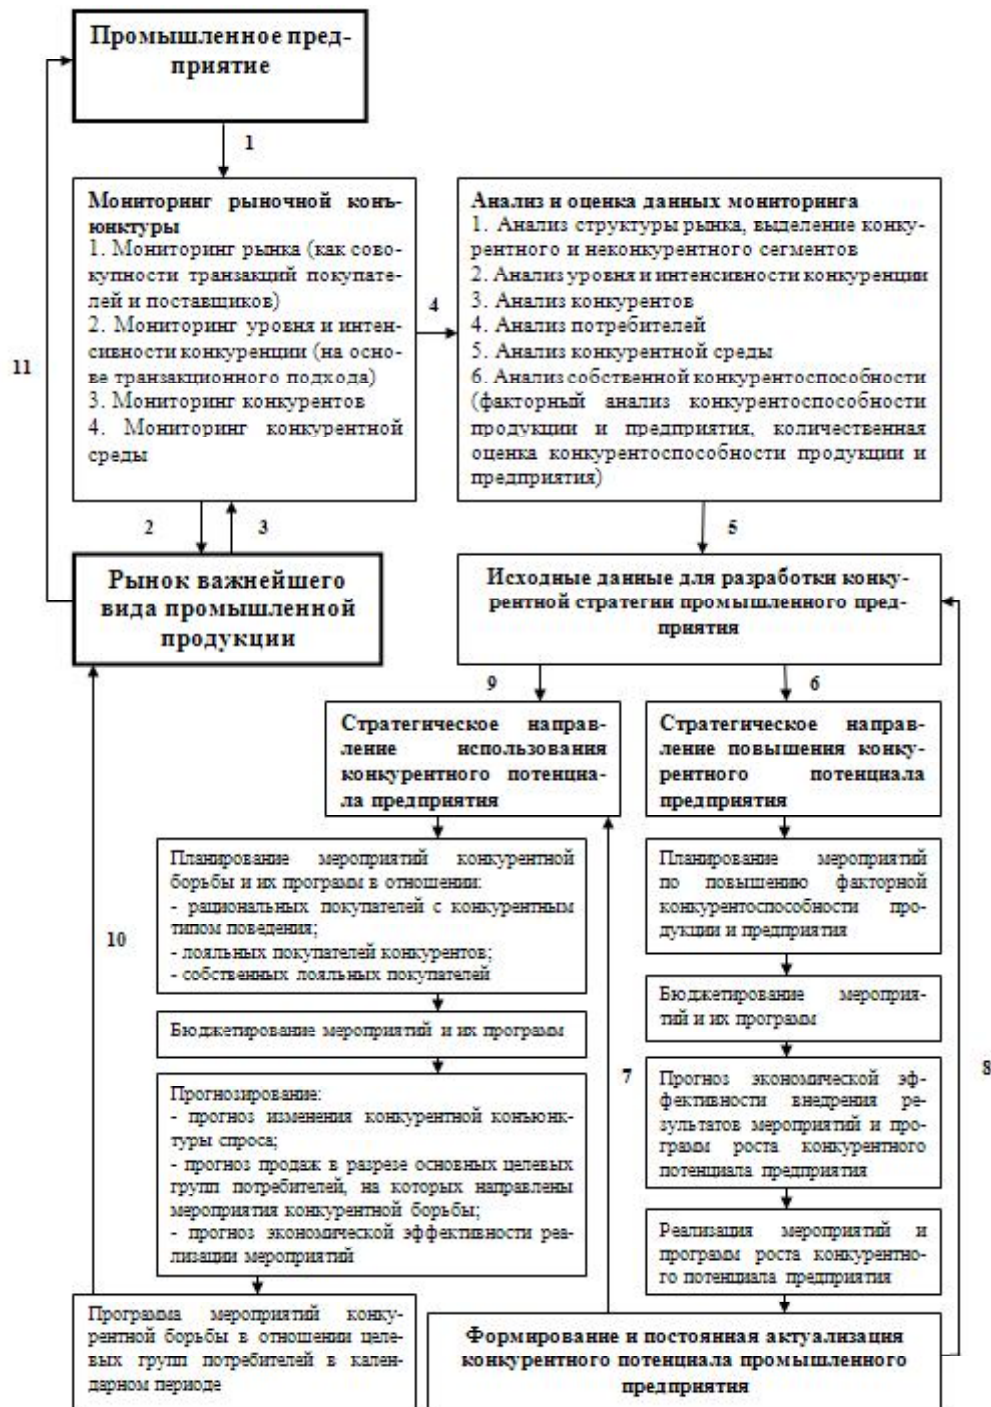 Промышленное пред-
приятие
1
Мониторинг рыночной конъ-
юнктуры
1. Мониторинг рынка (как сово-
купности транзакций покупате-
лей и поставщиков)
2. Мониторинг уровня и интен-
сивности конкуренции (на осно-
ве транзакционного подхода)
3. Мониторинг конкурентов
4. Мониторинг конкурентной
среды
4
Анализ и оценка данных мониторинга
1. Анализ структуры рынка, выделение конку-
рентного и неконкурентного сегментов
2. Анализ уровня и интенсивности конкуренции
3. Анализ конкурентов
4. Анализ потребителей
5. Анализ конкурентной среды
6. Анализ собственной конкурентоспособности
(факторный анализ конкурентоспособности
продукции и предприятия, количественная
оценка конкурентоспособности продукции и
предприятия)
11
2
3
5
Рынок важнейшего
вида промышленной
продукции
Исходные данные для разработки конку-
рентной стратегии промышленного пред-
приятия
9
6
Стратегическое направ-
ление использования
конкурентного потенциа-
ла предприятия
Стратегическое направ-
ление повышения конку-
рентного потенциала
предприятия
Планирование мероприятий конкурентной
борьбы и их программ в отношении:
- рациональных покупателей с конкурентным
типом поведения;
- лояльных покупателей конкурентов;
- собственных лояльных покупателей
Планирование мероприятий
по повышению факторной
конкурентоспособности про-
дукции и предприятия
10
Бюджетирование мероприятий и их программ
Бюджетирование мероприя-
тий и их программ
7
8
Прогнозирование:
- прогноз изменения конкурентной конъюнк-
туры спроса;
- прогноз продаж в разрезе основных целевых
групп потребителей, на которых направлены
мероприятия конкурентной борьбы;
- прогноз экономической эффективности реа-
лизации мероприятий
Прогноз экономической эф-
фективности внедрения ре-
зультатов мероприятий и про-
грамм роста конкурентного
потенциала предприятия
Реализация мероприятий и
программ роста конкурентно-
го потенциала предприятия
Программа мероприятий конку-
рентной борьбы в отношении целе-
вых групп потребителей в кален-
дарном периоде
Формирование и постоянная актуализация
конкурентного потенциала промышленного
предприятия